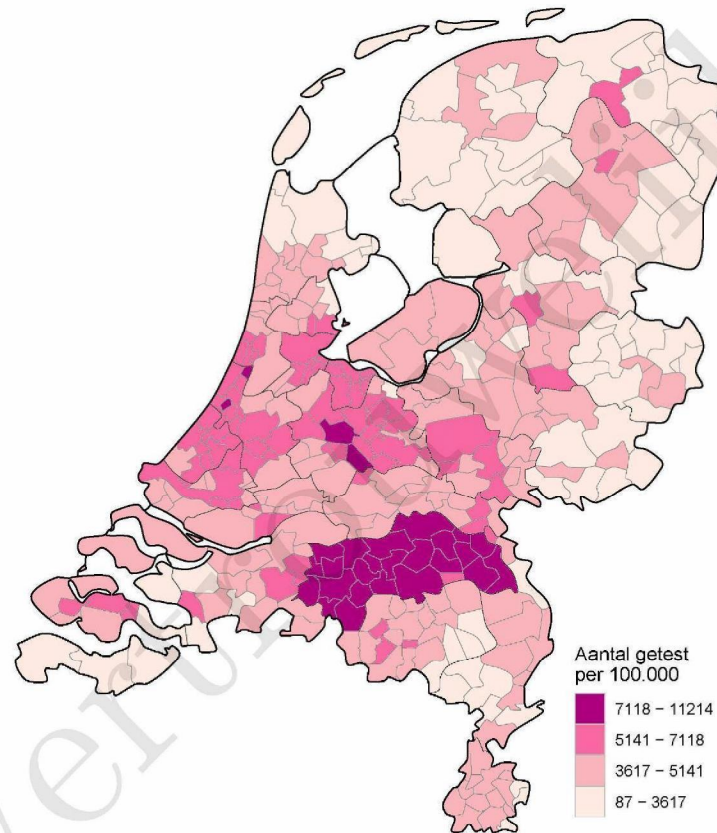 Aantal getest
per 100.000
7118 – 11214
5141 – 7118
3617 – 5141
87 – 3617